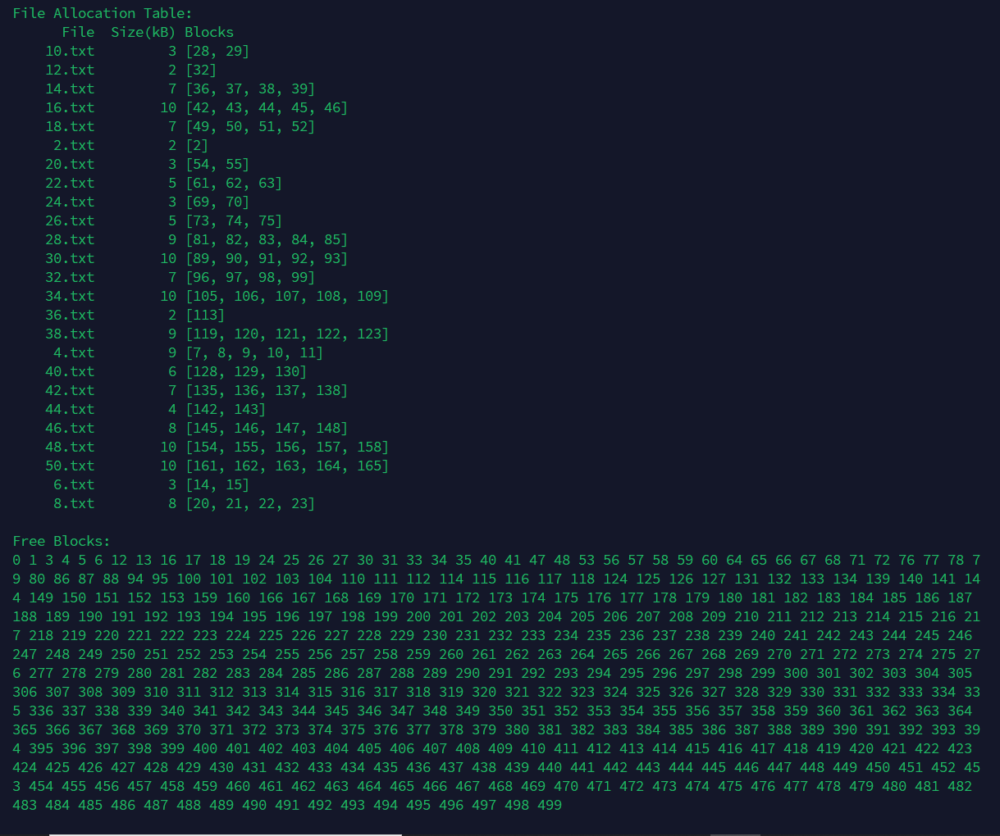 File Allocation Table:
File Size(kB) Blocks
10.txt 3 [28, 29]
12.txt 2 [32]
14.txt 7 [36, 37, 38, 39]
16.txt 10 [42, 43, 44, 45, 46]
18.txt 7 [49, 50, 51, 52]
2.txt 2 [2]
20.txt 3 [54, 55]
22.txt 5 [61, 62, 63]
24.txt 3 [69, 70]
26.txt 5 [73, 74, 75]
28.txt 9 [81, 82, 83, 84, 85]
30.txt 10 [89, 90, 91, 92, 93]
32.txt 7 [96, 97, 98, 99]
34.txt 10 [105, 106, 107, 108, 109]
36.txt 2 [113]
38.txt 9 [119, 120, 121, 122, 123]
4.txt 9 [7, 8, 9, 10, 11]
40.txt 6 [128, 129, 130]
42.txt 7 [135, 136, 137, 138]
44.txt 4 [142, 143]
46.txt 8 [145, 146, 147, 148]
48.txt 10 [154, 155, 156, 157, 158]
50.txt 10 [161, 162, 163, 164, 165]
6.txt 3 [14, 15]
8.txt 8 [20, 21, 22, 23]
Free Blocks:
0 1 3 4 5 6 12 13 16 17 18 19 24 25 26 27 30 31 33 34 35 40 41 47 48 53 56 57 58 59 60 64 65 66 67 68 71 72 76 77 78 7
9 80 86 87 88 94 95 100 101 102 103 104 110 111 112 114 115 116 117 118 124 125 126 127 131 132 133 134 139 140 141 14
4 149 150 151 152 153 159 160 166 167 168 169 170 171 172 173 174 175 176 177 178 179 180 181 182 183 184 185 186 187
188 189 190 191 192 193 194 195 196 197 198 199 200 201 202 203 204 205 206 207 208 209 210 211 212 213 214 215 216 21
7 218 219 220 221 222 223 224 225 226 227 228 229 230 231 232 233 234 235 236 237 238 239 240 241 242 243 244 245 246
247 248 249 250 251 252 253 254 255 256 257 258 259 260 261 262 263 264 265 266 267 268 269 270 271 272 273 274 275 27
6 277 278 279 280 281 282 283 284 285 286 287 288 289 290 291 292 293 294 295 296 297 298 299 300 301 302 303 304 305
306 307 308 309 310 311 312 313 314 315 316 317 318 319 320 321 322 323 324 325 326 327 328 329 330 331 332 333 334 33
5 336 337 338 339 340 341 342 343 344 345 346 347 348 349 350 351 352 353 354 355 356 357 358 359 360 361 362 363 364
365 366 367 368 369 370 371 372 373 374 375 376 377 378 379 380 381 382 383 384 385 386 387 388 389 390 391 392 393 39
4 395 396 397 398 399 400 401 402 403 404 405 406 407 408 409 410 411 412 413 414 415 416 417 418 419 420 421 422 423
424 425 426 427 428 429 430 431 432 433 434 435 436 437 438 439 440 441 442 443 444 445 446 447 448 449 450 451 452 45
3 454 455 456 457 458 459 460 461 462 463 464 465 466 467 468 469 470 471 472 473 474 475 476 477 478 479 480 481 482
483 484 485 486 487 488 489 490 491 492 493 494 495 496 497 498 499